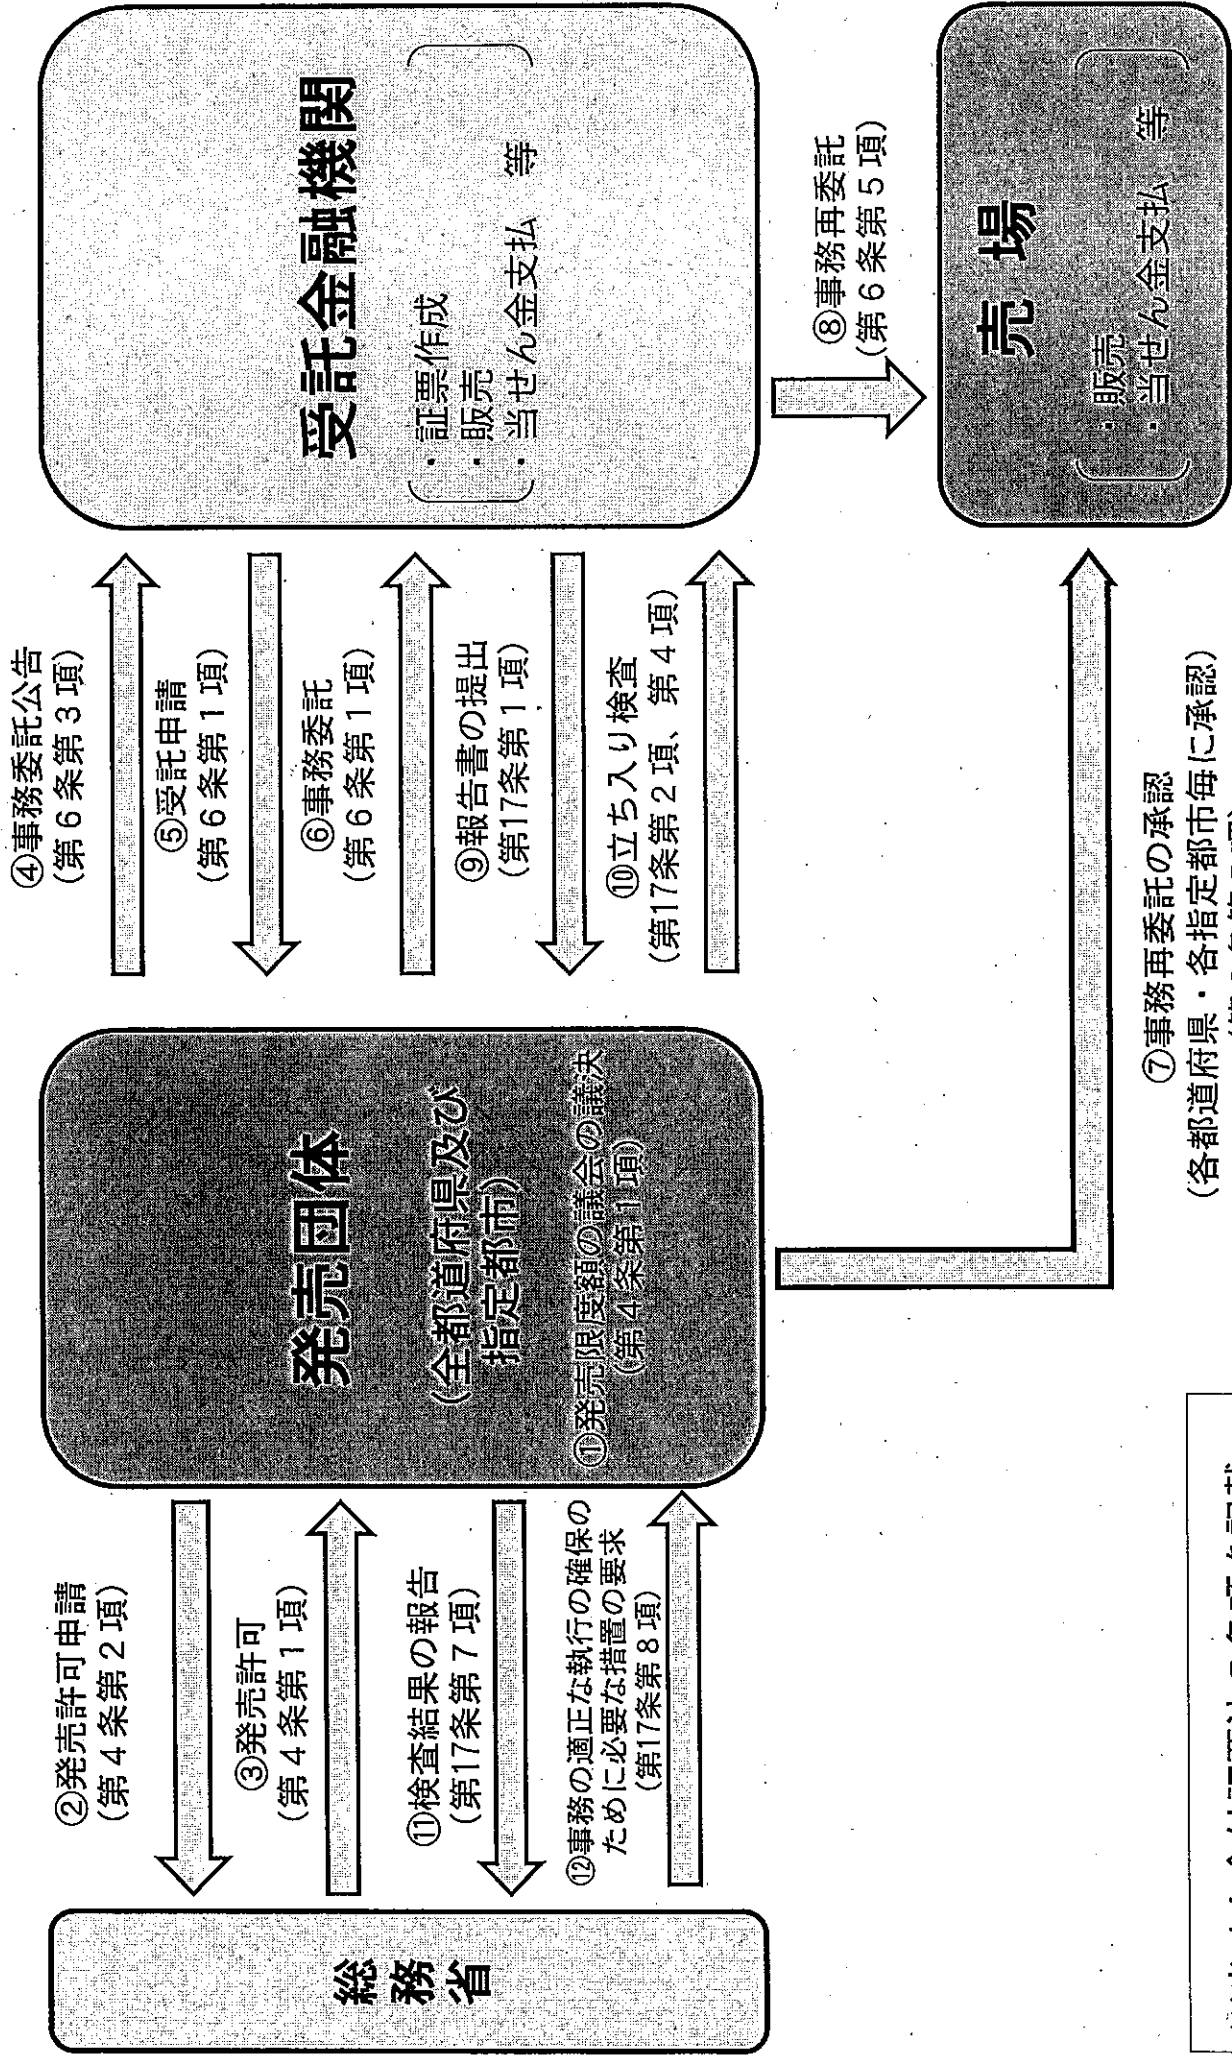 総務省
②発売許可申請
(第4条第2項)
③発売許可
(第4条第1項)
⑪検査結果の報告
(第17条第7項)
⑫事務の適正な執行の確保の
ために必要な措置の要求
(第17条第8項)
発売団体
(全都道府県及び
指定都市)
①発売限度額の議会の議決
(第4条第1項)
④事務委託公告
(第6条第3項)
⑤受託申請
(第6条第1項)
⑥事務委託
(第6条第1項)
⑨報告書の提出
(第17条第1項)
⑩立ち入り検査
(第17条第2項、第4項)
受託金融機関
・証票作成
・販売
・当せん金支払 等
⑧事務再委託
(第6条第5項)
売場
・販売
・当せん金支払 等
⑦事務再委託の承認
(各都道府県・各指定都市毎に承認)